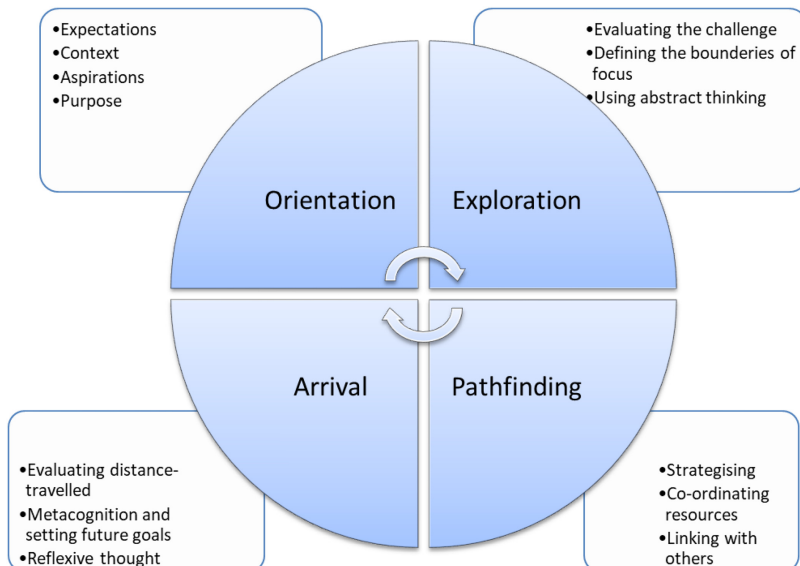 •Expectations
•Context
•Aspirations
•Purpose
•Evaluating the challenge
•Defining the bounderies of
focus
•Using abstract thinking
Orientation
Exploration
Arrival
Pathfinding
•Evaluating distance-
travelled
•Metacognition and
setting future goals
•Reflexive thought
•Strategising
•Co-ordinating
resources
•Linking with
others